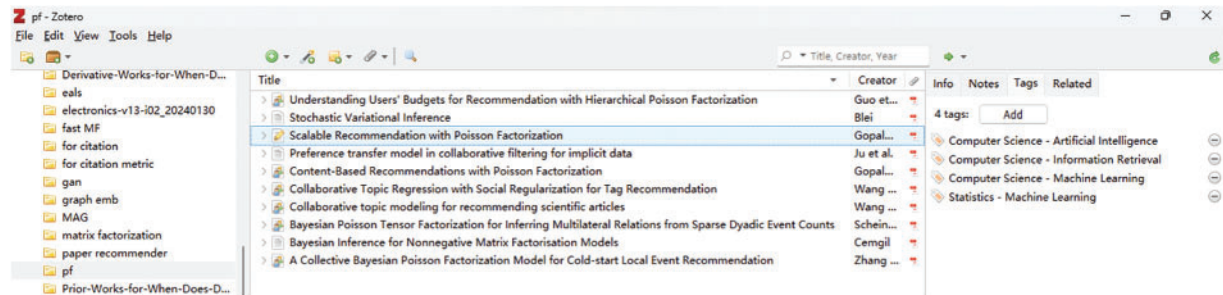 Z pf - Zotero
File Edit View Tools Help
Title, Creator, Year
Derivative-Works-for-When-D...
eals
electronics-v13-i02_20240130
fast MF
for citation
for citation metric
gan
graph emb
MAG
matrix factorization
paper recommender
pf
Prior-Works-for-When-Does-D...
Title Creator
Understanding Users' Budgets for Recommendation with Hierarchical Poisson Factorization Guo et...
Stochastic Variational Inference Blei
Scalable Recommendation with Poisson Factorization Gopal...
Preference transfer model in collaborative filtering for implicit data Ju et al.
Content-Based Recommendations with Poisson Factorization Gopal...
Collaborative Topic Regression with Social Regularization for Tag Recommendation Wang ...
Collaborative topic modeling for recommending scientific articles Wang ...
Bayesian Poisson Tensor Factorization for Inferring Multilateral Relations from Sparse Dyadic Event Counts Schein...
Bayesian Inference for Nonnegative Matrix Factorisation Models Cemgil
A Collective Bayesian Poisson Factorization Model for Cold-start Local Event Recommendation Zhang ...
Info Notes Tags Related
4 tags: Add
Computer Science - Artificial Intelligence
Computer Science - Information Retrieval
Computer Science - Machine Learning
Statistics - Machine Learning